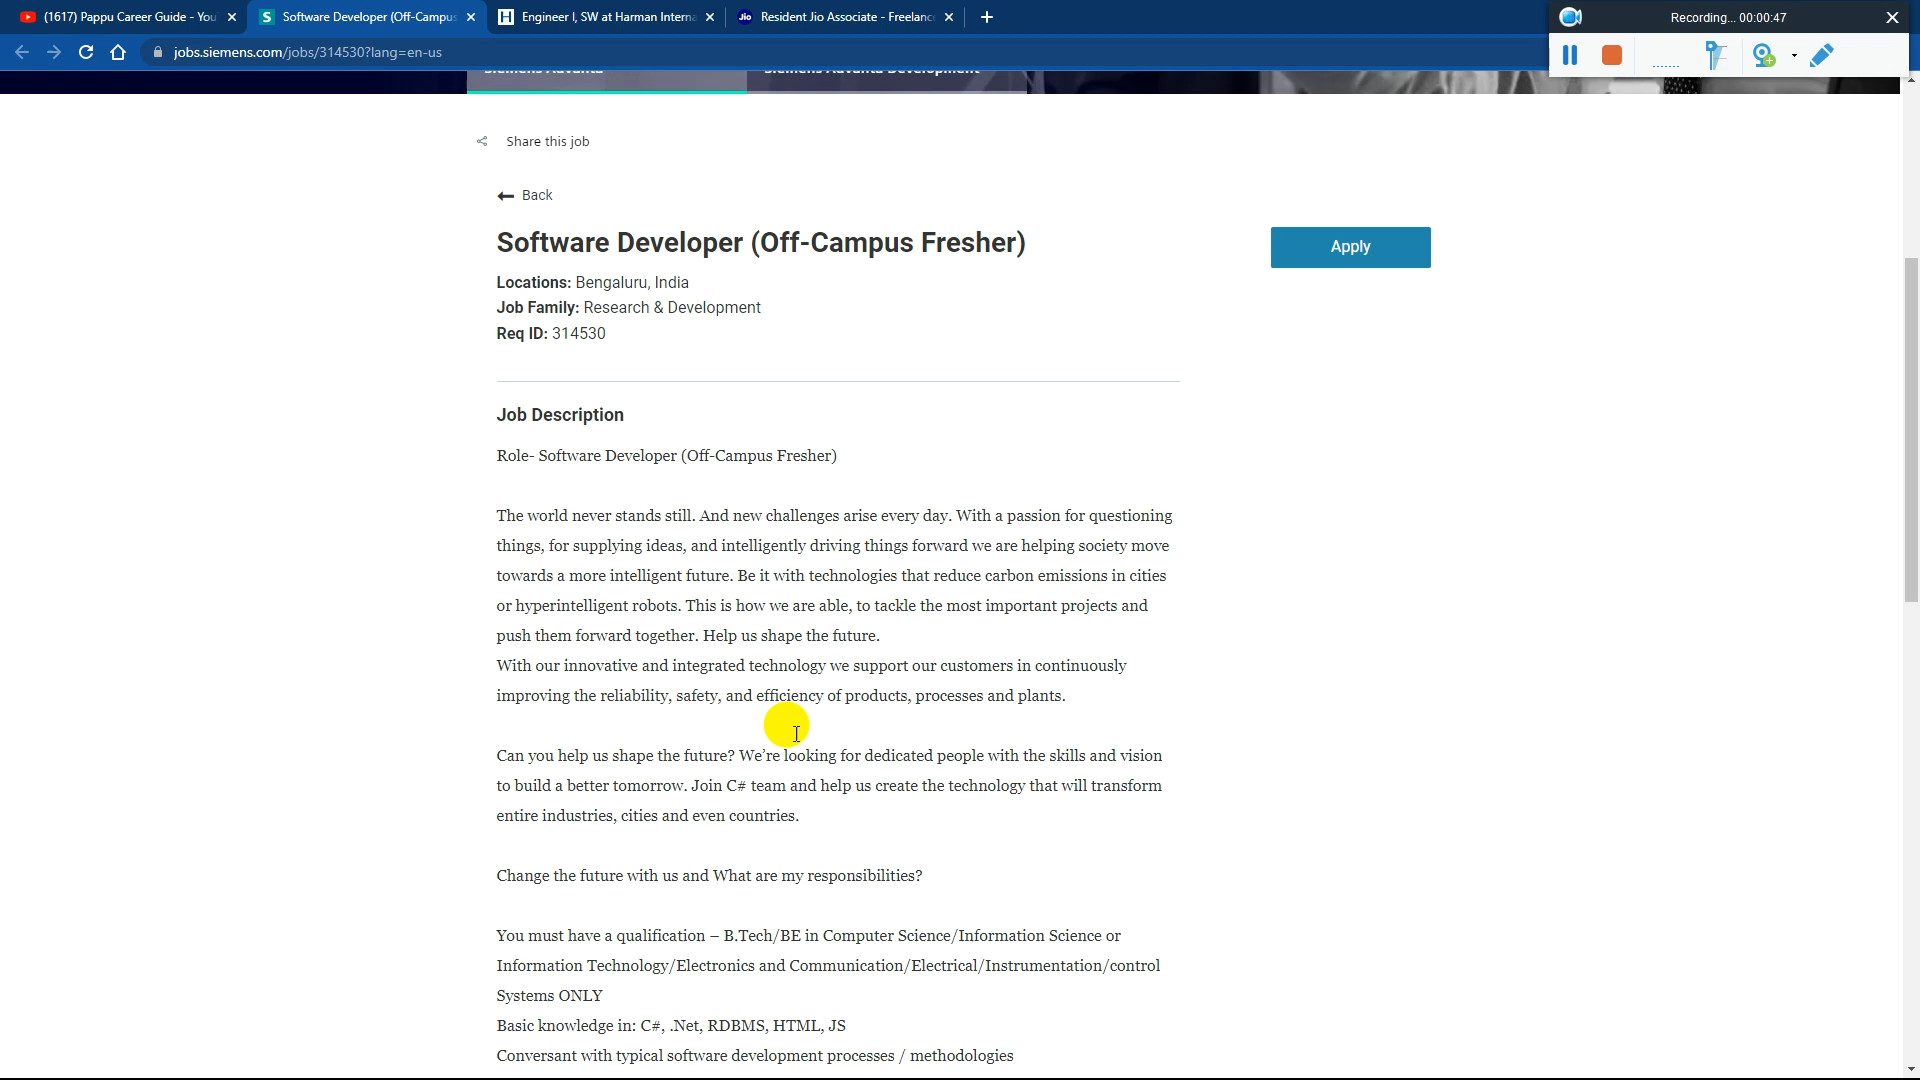 (1617) Pappu Career Guide - You
Software Developer (Off-Campus
Engineer I, SW at Harman Interna
Jio
Resident Jio Associate - Freelance
Recording... 00:00:47
jobs.siemens.com/jobs/314530?lang=en-us
Siemens Advanta
Siemens Advanta Development
Share this job
Back
Software Developer (Off-Campus Fresher)
Apply
Locations: Bengaluru, India
Job Family: Research & Development
Req ID: 314530
Job Description
Role- Software Developer (Off-Campus Fresher)
The world never stands still. And new challenges arise every day. With a passion for questioning
things, for supplying ideas, and intelligently driving things forward we are helping society move
towards a more intelligent future. Be it with technologies that reduce carbon emissions in cities
or hyperintelligent robots. This is how we are able, to tackle the most important projects and
push them forward together. Help us shape the future.
With our innovative and integrated technology we support our customers in continuously
improving the reliability, safety, and efficiency of products, processes and plants.
Can you help us shape the future? We're looking for dedicated people with the skills and vision
to build a better tomorrow. Join C# team and help us create the technology that will transform
entire industries, cities and even countries.
Change the future with us and What are my responsibilities?
You must have a qualification – B.Tech/BE in Computer Science/Information Science or
Information Technology/Electronics and Communication/Electrical/Instrumentation/control
Systems ONLY
Basic knowledge in: C#, .Net, RDBMS, HTML, JS
Conversant with typical software development processes / methodologies